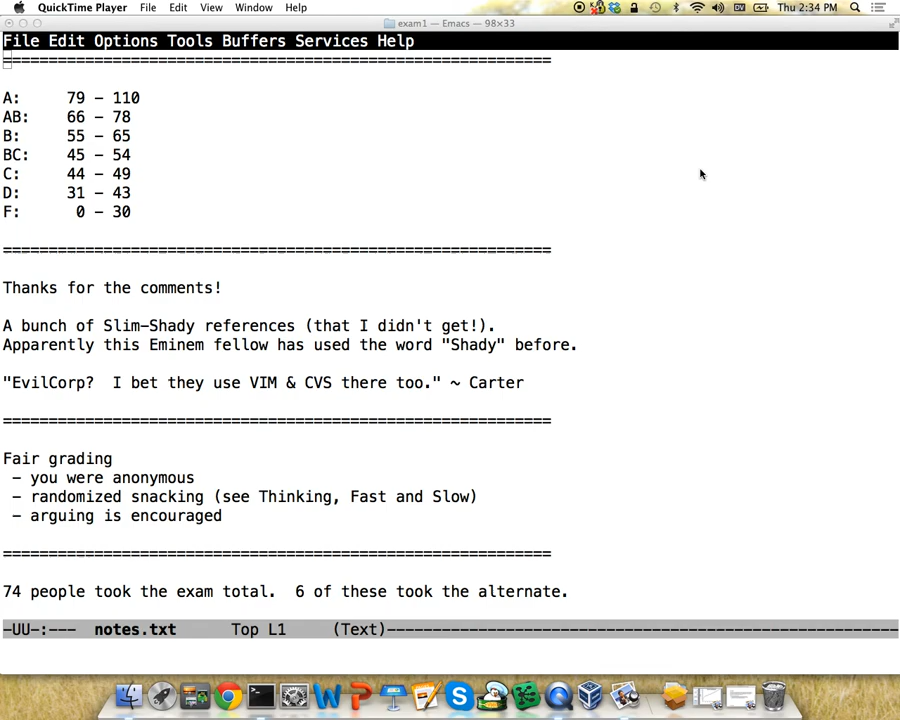 QuickTime Player File Edit View Window Help Thu 2:34 PM
exam1 — Emacs — 98×33
File Edit Options Tools Buffers Services Help
============================================================
A: 79 – 110
AB: 66 – 78
B: 55 – 65
BC: 45 – 54
C: 44 – 49
D: 31 – 43
F: 0 – 30
============================================================
Thanks for the comments!
A bunch of Slim-Shady references (that I didn't get!).
Apparently this Eminem fellow has used the word "Shady" before.
"EvilCorp? I bet they use VIM & CVS there too." ~ Carter
============================================================
Fair grading
– you were anonymous
– randomized snacking (see Thinking, Fast and Slow)
– arguing is encouraged
============================================================
74 people took the exam total. 6 of these took the alternate.
-UU-:--- notes.txt Top L1 (Text)--------------------------------------------------------